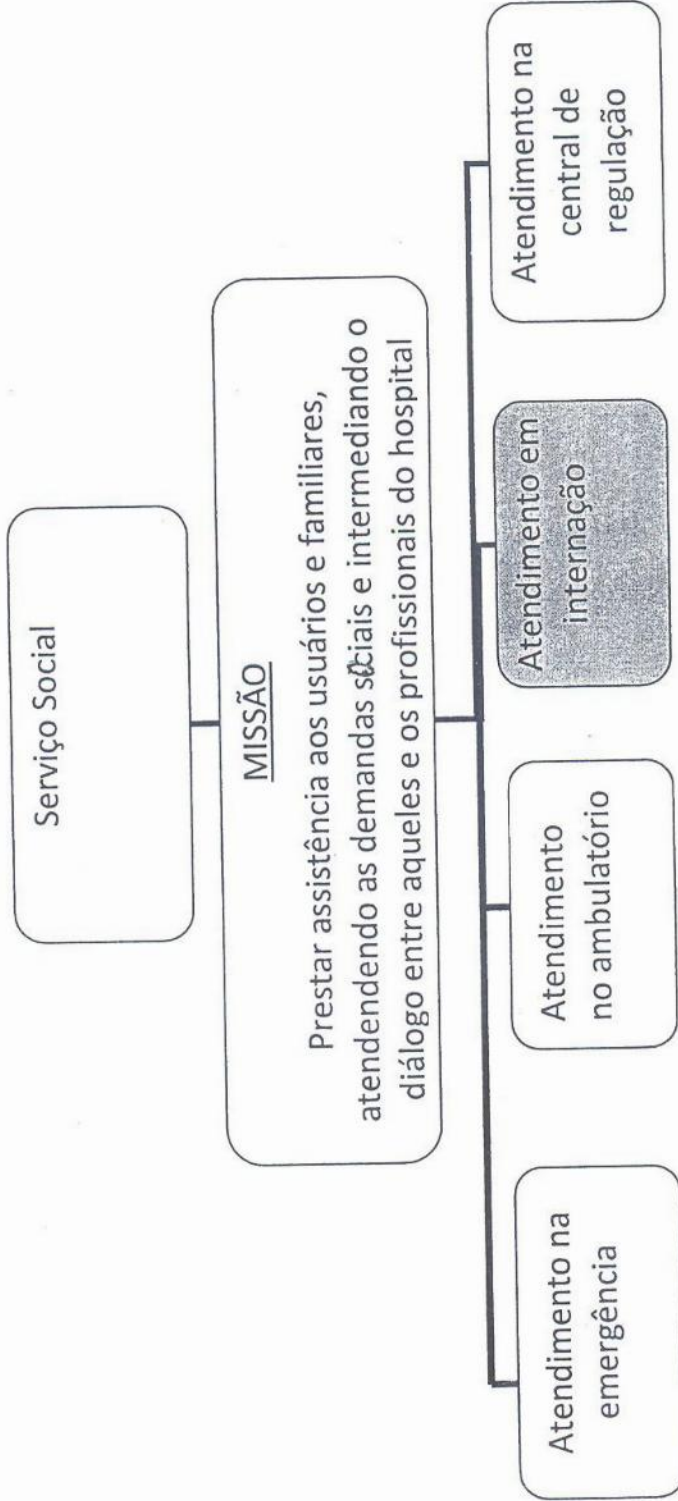 Serviço Social
MISSÃO
Prestar assistência aos usuários e familiares,
atendendo as demandas sociais e intermediando o
diálogo entre aqueles e os profissionais do hospital
Atendimento na
emergência
Atendimento
no ambulatório
Atendimento em
internação
Atendimento na
central de
regulação